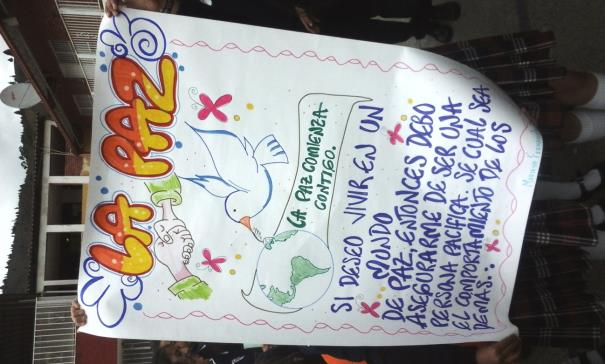 LA PAZ
LA PAZ COMIENZA
CONTIGO.
SI DESEO VIVIR EN UN
MUNDO
DE PAZ, ENTONCES DEBO
ASEGURARME DE SER UNA
PERSONA PACIFICA. SE CUAL SEA
EL COMPORTAMIENTO DE LOS
DEMAS...